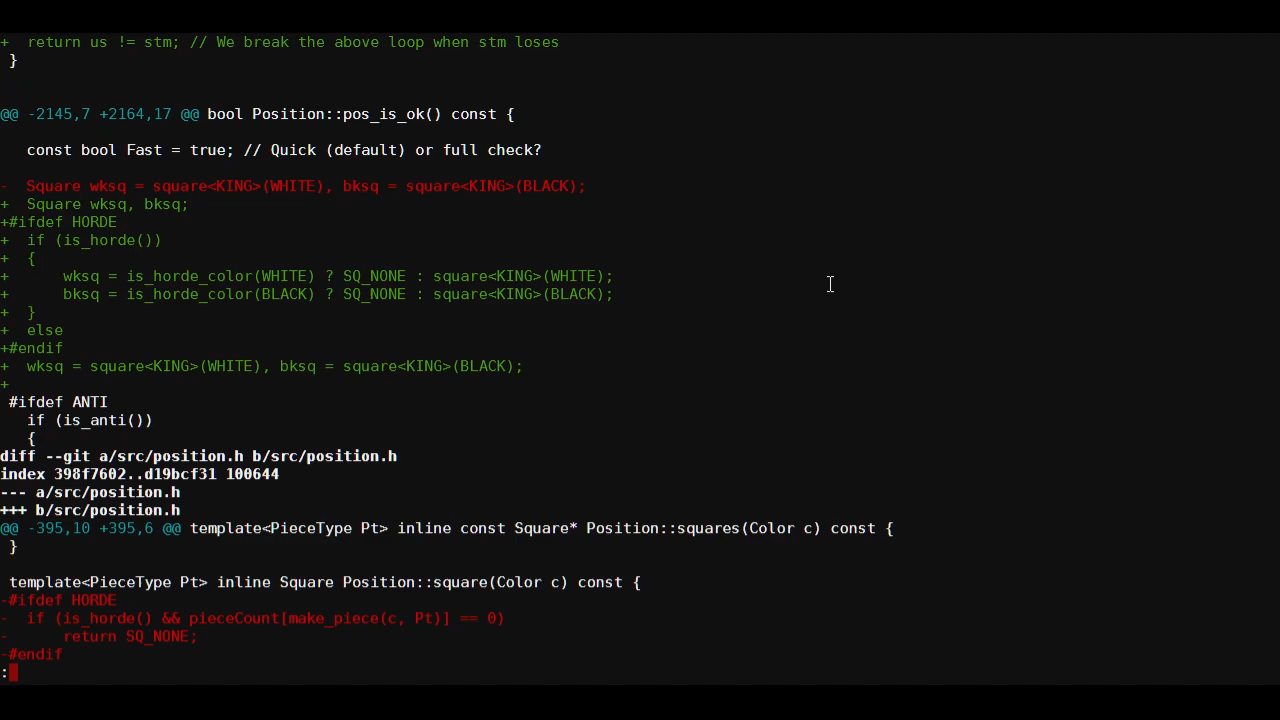 +  return us != stm; // We break the above loop when stm loses
 }
@@ -2145,7 +2164,17 @@ bool Position::pos_is_ok() const {
   const bool Fast = true; // Quick (default) or full check?
-  Square wksq = square<KING>(WHITE), bksq = square<KING>(BLACK);
+  Square wksq, bksq;
+#ifdef HORDE
+  if (is_horde())
+  {
+      wksq = is_horde_color(WHITE) ? SQ_NONE : square<KING>(WHITE);
+      bksq = is_horde_color(BLACK) ? SQ_NONE : square<KING>(BLACK);
+  }
+  else
+#endif
+  wksq = square<KING>(WHITE), bksq = square<KING>(BLACK);
+
 #ifdef ANTI
   if (is_anti())
   {
diff --git a/src/position.h b/src/position.h
index 398f7602..d19bcf31 100644
--- a/src/position.h
+++ b/src/position.h
@@ -395,10 +395,6 @@ template<PieceType Pt> inline const Square* Position::squares(Color c) const {
 }
 template<PieceType Pt> inline Square Position::square(Color c) const {
-#ifdef HORDE
-  if (is_horde() && pieceCount[make_piece(c, Pt)] == 0)
-      return SQ_NONE;
-#endif
: